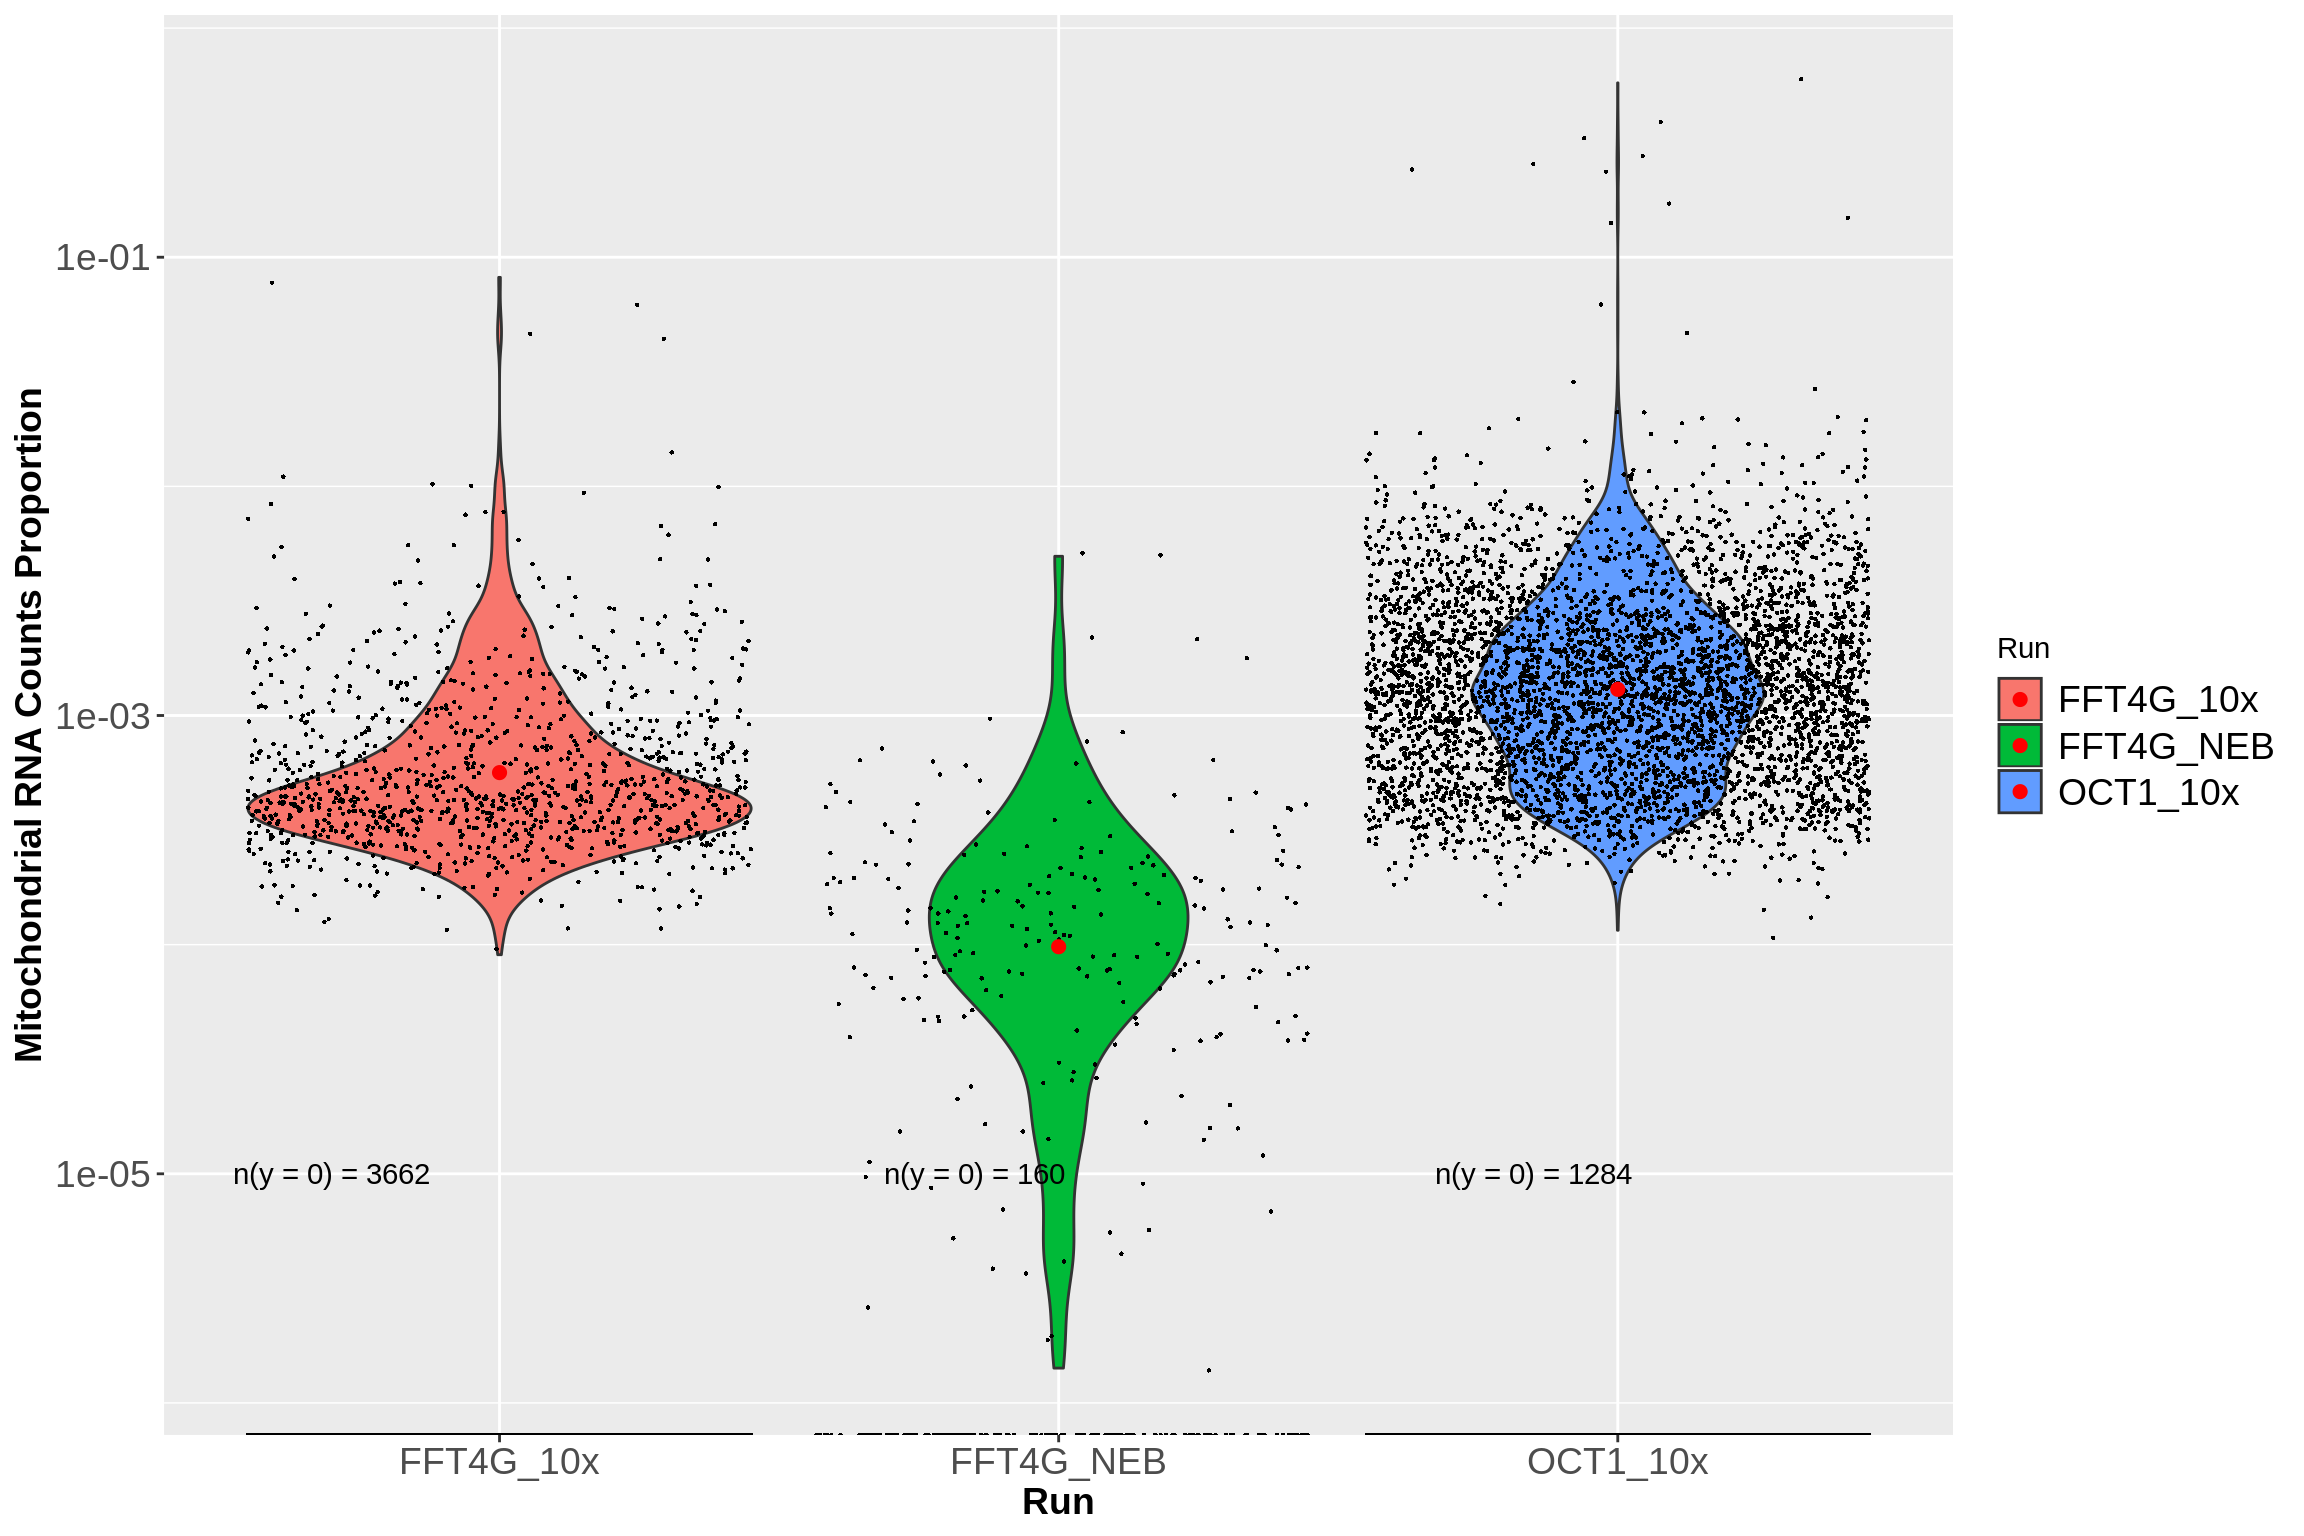 Mitochondrial RNA Counts Proportion
1e-01
1e-03
1e-05
n(y = 0) = 3662
n(y = 0) = 160
n(y = 0) = 1284
FFT4G_10x
FFT4G_NEB
OCT1_10x
Run
Run
FFT4G_10x
FFT4G_NEB
OCT1_10x